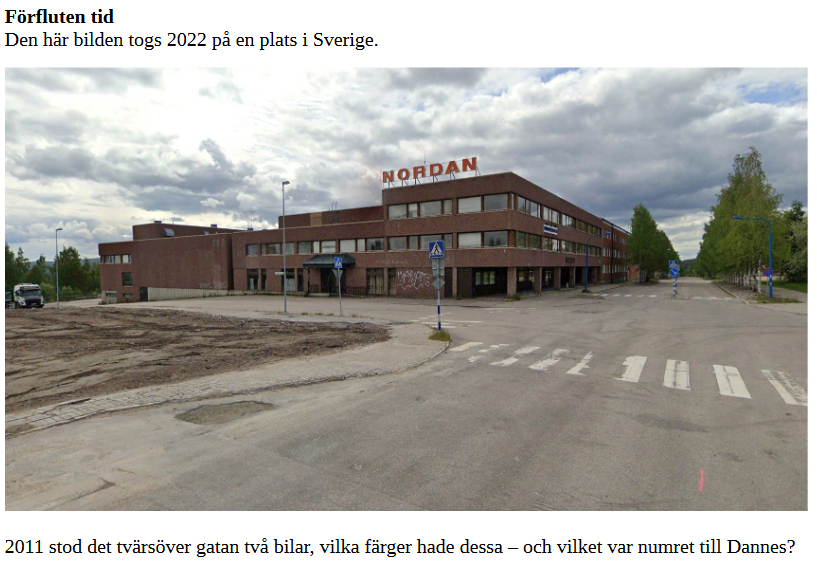 Förfluten tid
Den här bilden togs 2022 på en plats i Sverige.
NORDAN
2011 stod det tvärsöver gatan två bilar, vilka färger hade dessa – och vilket var numret till Dannes?